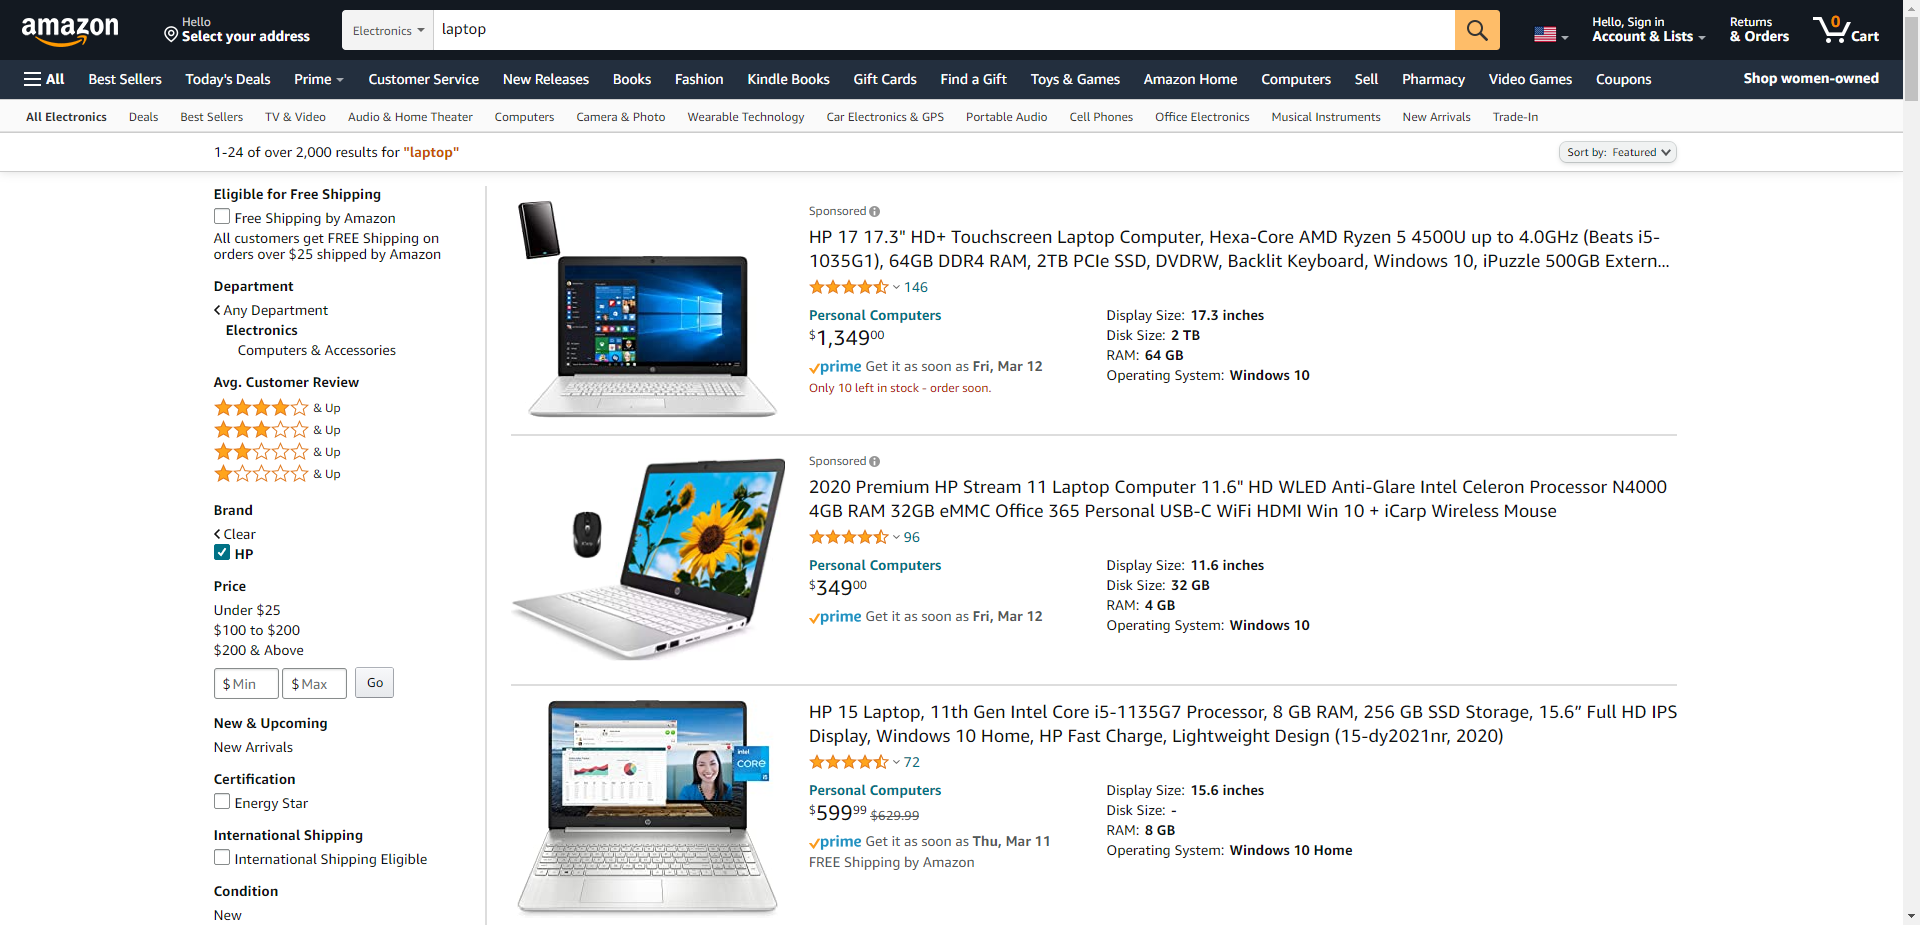 amazon
Hello
Select your address
Electronics
laptop
Hello, Sign in
Account & Lists
Returns
& Orders
0
Cart
All
Best Sellers
Today's Deals
Prime
Customer Service
New Releases
Books
Fashion
Kindle Books
Gift Cards
Find a Gift
Toys & Games
Amazon Home
Computers
Sell
Pharmacy
Video Games
Coupons
Shop women-owned
All Electronics
Deals
Best Sellers
TV & Video
Audio & Home Theater
Computers
Camera & Photo
Wearable Technology
Car Electronics & GPS
Portable Audio
Cell Phones
Office Electronics
Musical Instruments
New Arrivals
Trade-In
1-24 of over 2,000 results for "laptop"
Sort by: Featured
Eligible for Free Shipping
Free Shipping by Amazon
All customers get FREE Shipping on
orders over $25 shipped by Amazon
Department
Any Department
Electronics
Computers & Accessories
Avg. Customer Review
& Up
& Up
& Up
& Up
Brand
Clear
HP
Price
Under $25
$100 to $200
$200 & Above
$ Min
$ Max
Go
New & Upcoming
New Arrivals
Certification
Energy Star
International Shipping
International Shipping Eligible
Condition
New
Sponsored
HP 17 17.3" HD+ Touchscreen Laptop Computer, Hexa-Core AMD Ryzen 5 4500U up to 4.0GHz (Beats i5-
1035G1), 64GB DDR4 RAM, 2TB PCIe SSD, DVDRW, Backlit Keyboard, Windows 10, iPuzzle 500GB Extern...
146
Personal Computers
$1,34900
prime Get it as soon as Fri, Mar 12
Only 10 left in stock - order soon.
Display Size: 17.3 inches
Disk Size: 2 TB
RAM: 64 GB
Operating System: Windows 10
Sponsored
2020 Premium HP Stream 11 Laptop Computer 11.6" HD WLED Anti-Glare Intel Celeron Processor N4000
4GB RAM 32GB eMMC Office 365 Personal USB-C WiFi HDMI Win 10 + iCarp Wireless Mouse
96
Personal Computers
$34900
prime Get it as soon as Fri, Mar 12
Display Size: 11.6 inches
Disk Size: 32 GB
RAM: 4 GB
Operating System: Windows 10
intel
CORE
i5
HP 15 Laptop, 11th Gen Intel Core i5-1135G7 Processor, 8 GB RAM, 256 GB SSD Storage, 15.6” Full HD IPS
Display, Windows 10 Home, HP Fast Charge, Lightweight Design (15-dy2021nr, 2020)
72
Personal Computers
$59999 $629.99
prime Get it as soon as Thu, Mar 11
FREE Shipping by Amazon
Display Size: 15.6 inches
Disk Size: -
RAM: 8 GB
Operating System: Windows 10 Home